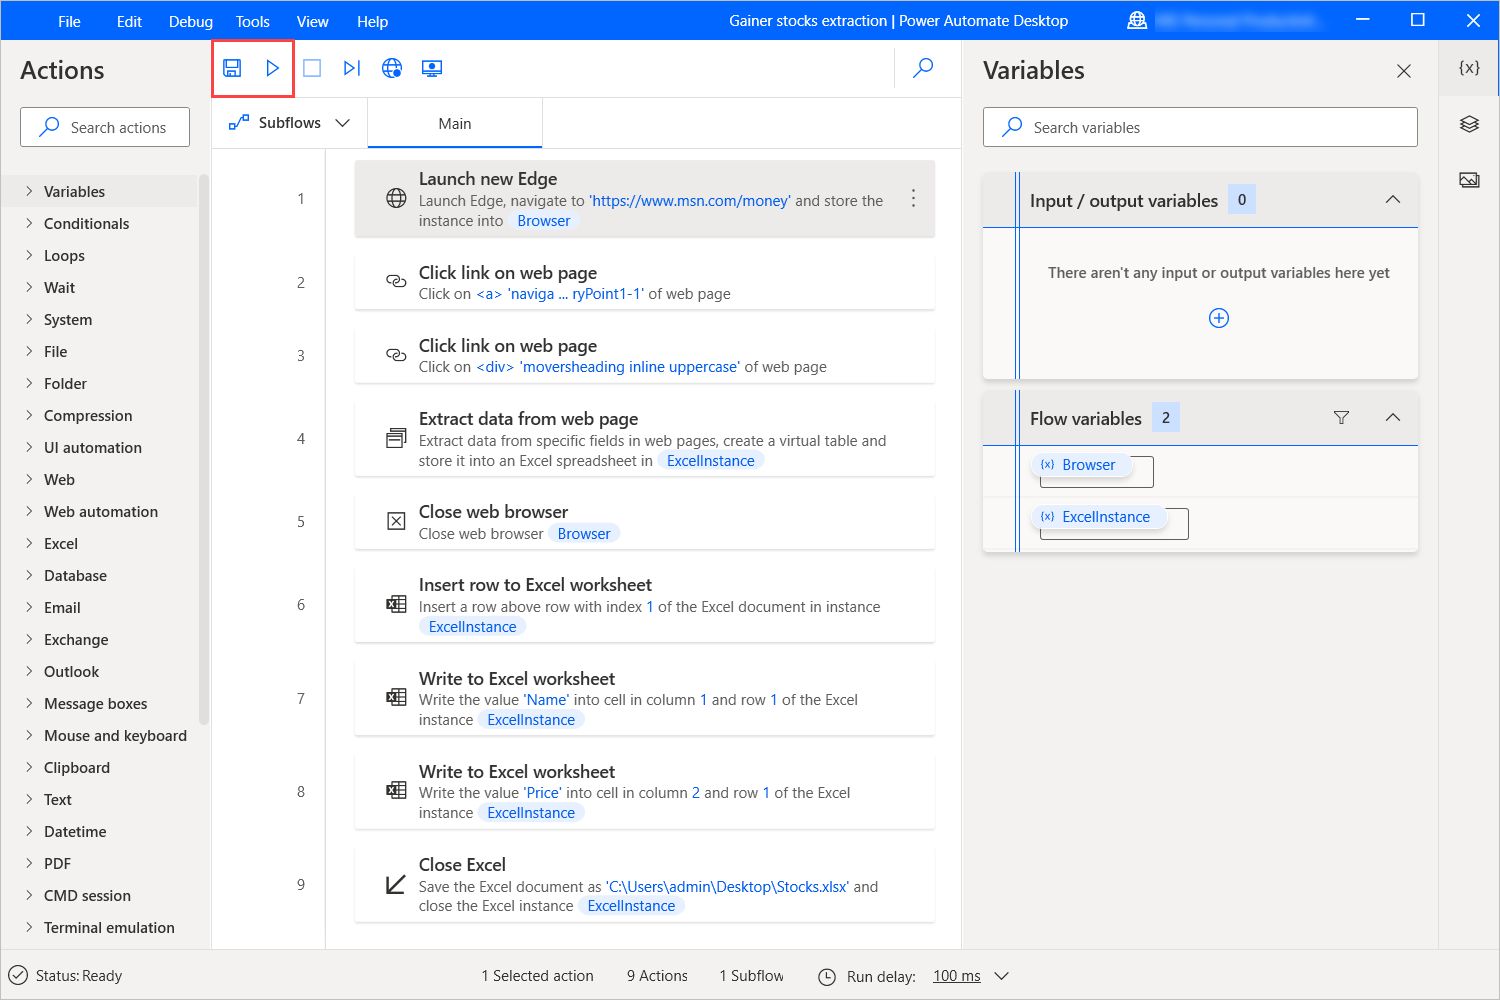 File Edit Debug Tools View Help
Gainer stocks extraction | Power Automate Desktop
Actions
Search actions
Variables
Conditionals
Loops
Wait
System
File
Folder
Compression
UI automation
Web
Web automation
Excel
Database
Email
Exchange
Outlook
Message boxes
Mouse and keyboard
Clipboard
Text
Datetime
PDF
CMD session
Terminal emulation
Subflows
Main
1
Launch new Edge
Launch Edge, navigate to 'https://www.msn.com/money' and store the
instance into Browser
2
Click link on web page
Click on <a> 'naviga ... ryPoint1-1' of web page
3
Click link on web page
Click on <div> 'moversheading inline uppercase' of web page
4
Extract data from web page
Extract data from specific fields in web pages, create a virtual table and
store it into an Excel spreadsheet in ExcelInstance
5
Close web browser
Close web browser Browser
6
Insert row to Excel worksheet
Insert a row above row with index 1 of the Excel document in instance
ExcelInstance
7
Write to Excel worksheet
Write the value 'Name' into cell in column 1 and row 1 of the Excel
instance ExcelInstance
8
Write to Excel worksheet
Write the value 'Price' into cell in column 2 and row 1 of the Excel
instance ExcelInstance
9
Close Excel
Save the Excel document as 'C:\Users\admin\Desktop\Stocks.xlsx' and
close the Excel instance ExcelInstance
Variables
{x}
Search variables
Input / output variables 0
There aren't any input or output variables here yet
Flow variables 2
{x} Browser
{x} ExcelInstance
Status: Ready
1 Selected action
9 Actions
1 Subflow
Run delay: 100 ms